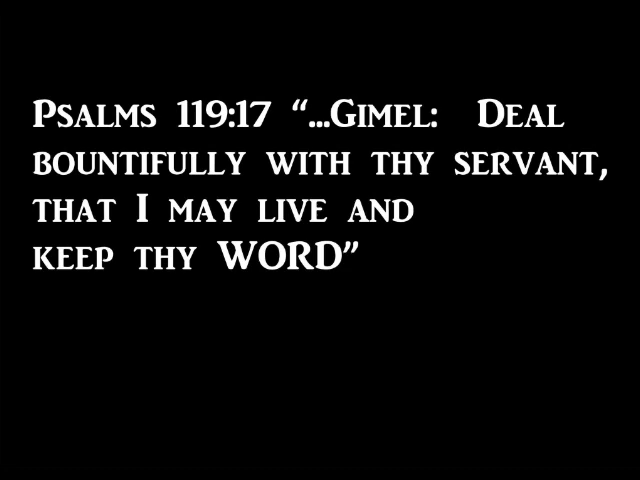 Psalms 119:17 “...Gimel: Deal
bountifully with thy servant,
that I may live and
keep thy WORD”